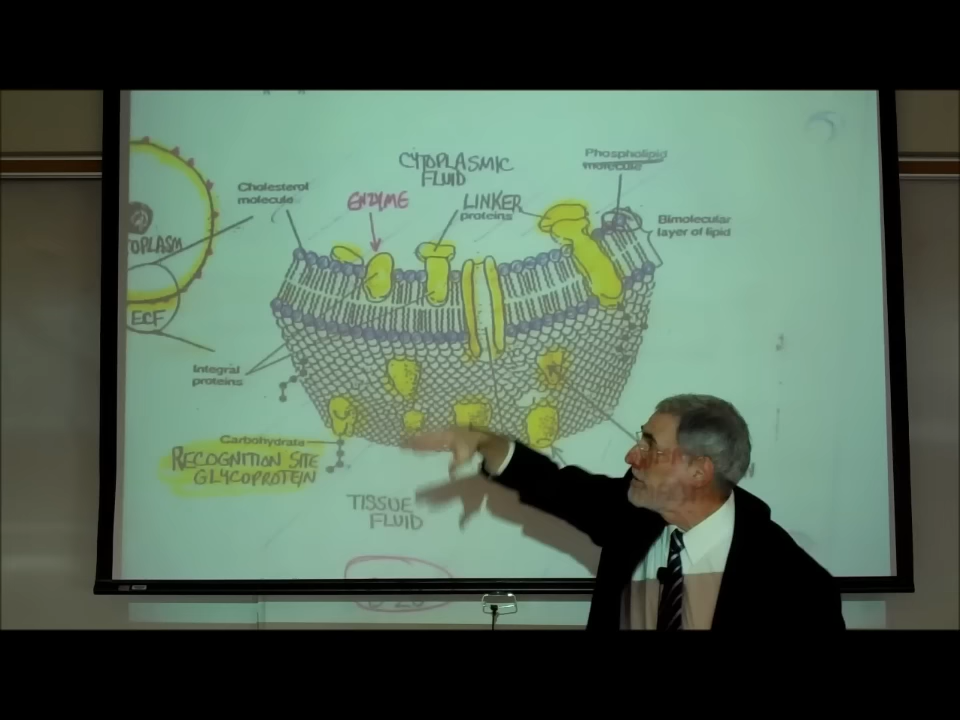 CYTOPLASMIC
FLUID
Phospholipid
molecule
Cholesterol
molecule
ENZYME
LINKER
proteins
Bimolecular
layer of lipid
TOPLASM
ECF
Integral
proteins
Carbohydrate
RECOGNITION SITE
GLYCOPROTEIN
TISSUE
FLUID